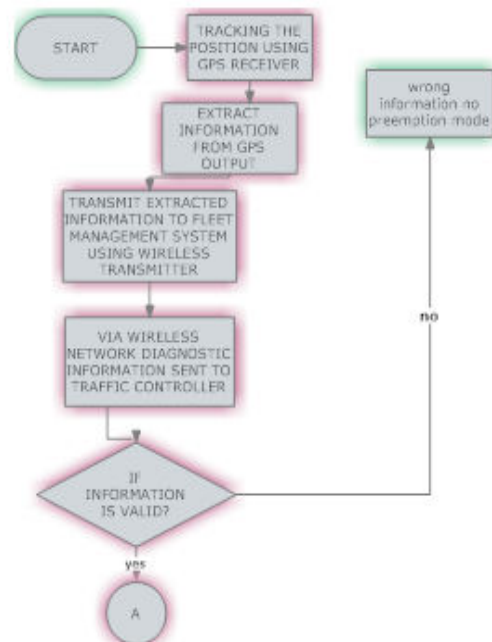 START
TRACKING THE
POSITION USING
GPS RECEIVER
EXTRACT
INFORMATION
FROM GPS
OUTPUT
TRANSMIT EXTRACTED
INFORMATION TO FLEET
MANAGEMENT SYSTEM
USING WIRELESS
TRANSMITTER
VIA WIRELESS
NETWORK DIAGNOSTIC
INFORMATION SENT TO
TRAFFIC CONTROLLER
IF
INFORMATION
IS VALID?
no
wrong
information no
preemption mode
yes
A